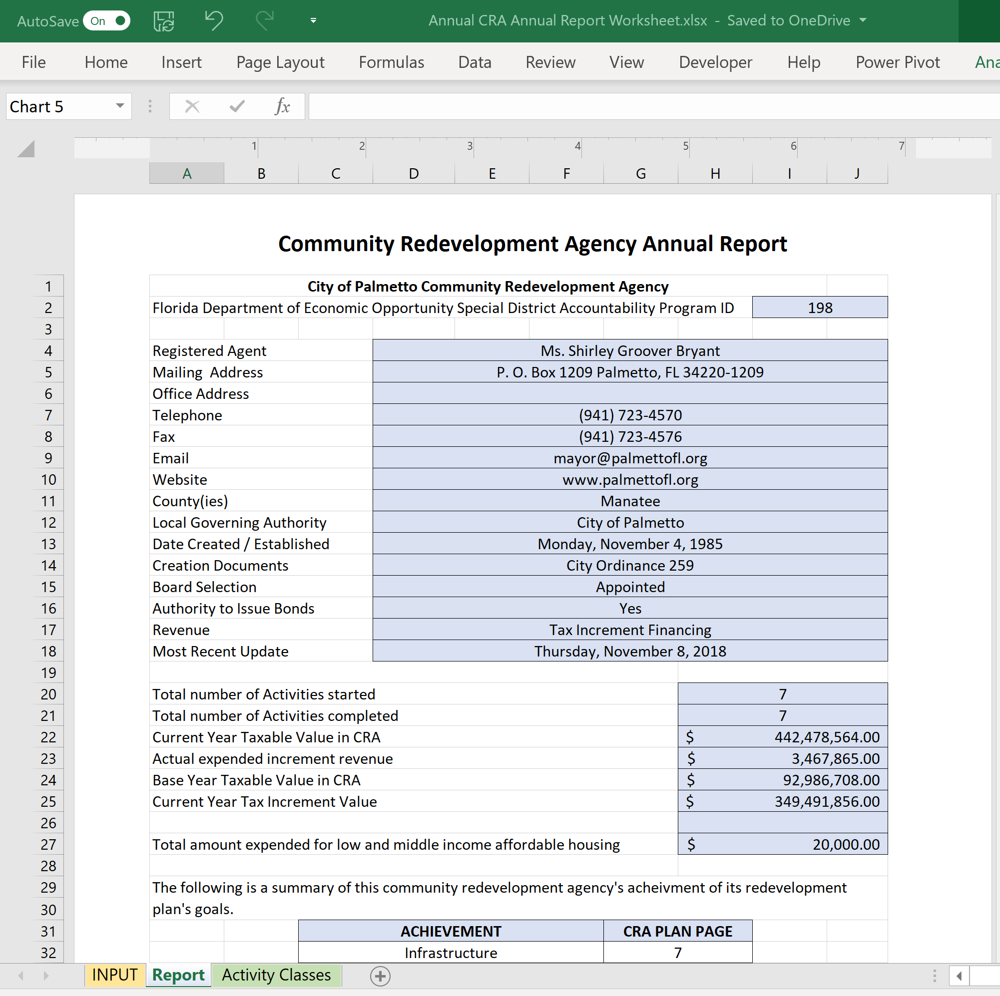 AutoSave On Annual CRA Annual Report Worksheet.xlsx - Saved to OneDrive
File Home Insert Page Layout Formulas Data Review View Developer Help Power Pivot Ana
Chart 5 fx
1 2 3 4 5 6 7
A B C D E F G H I J
Community Redevelopment Agency Annual Report
1 City of Palmetto Community Redevelopment Agency
2 Florida Department of Economic Opportunity Special District Accountability Program ID 198
3
4 Registered Agent Ms. Shirley Groover Bryant
5 Mailing Address P. O. Box 1209 Palmetto, FL 34220-1209
6 Office Address
7 Telephone (941) 723-4570
8 Fax (941) 723-4576
9 Email mayor@palmettofl.org
10 Website www.palmettofl.org
11 County(ies) Manatee
12 Local Governing Authority City of Palmetto
13 Date Created / Established Monday, November 4, 1985
14 Creation Documents City Ordinance 259
15 Board Selection Appointed
16 Authority to Issue Bonds Yes
17 Revenue Tax Increment Financing
18 Most Recent Update Thursday, November 8, 2018
19
20 Total number of Activities started 7
21 Total number of Activities completed 7
22 Current Year Taxable Value in CRA $ 442,478,564.00
23 Actual expended increment revenue $ 3,467,865.00
24 Base Year Taxable Value in CRA $ 92,986,708.00
25 Current Year Tax Increment Value $ 349,491,856.00
26
27 Total amount expended for low and middle income affordable housing $ 20,000.00
28
29 The following is a summary of this community redevelopment agency's acheivment of its redevelopment
30 plan's goals.
31 ACHIEVEMENT CRA PLAN PAGE
32 Infrastructure 7
INPUT Report Activity Classes